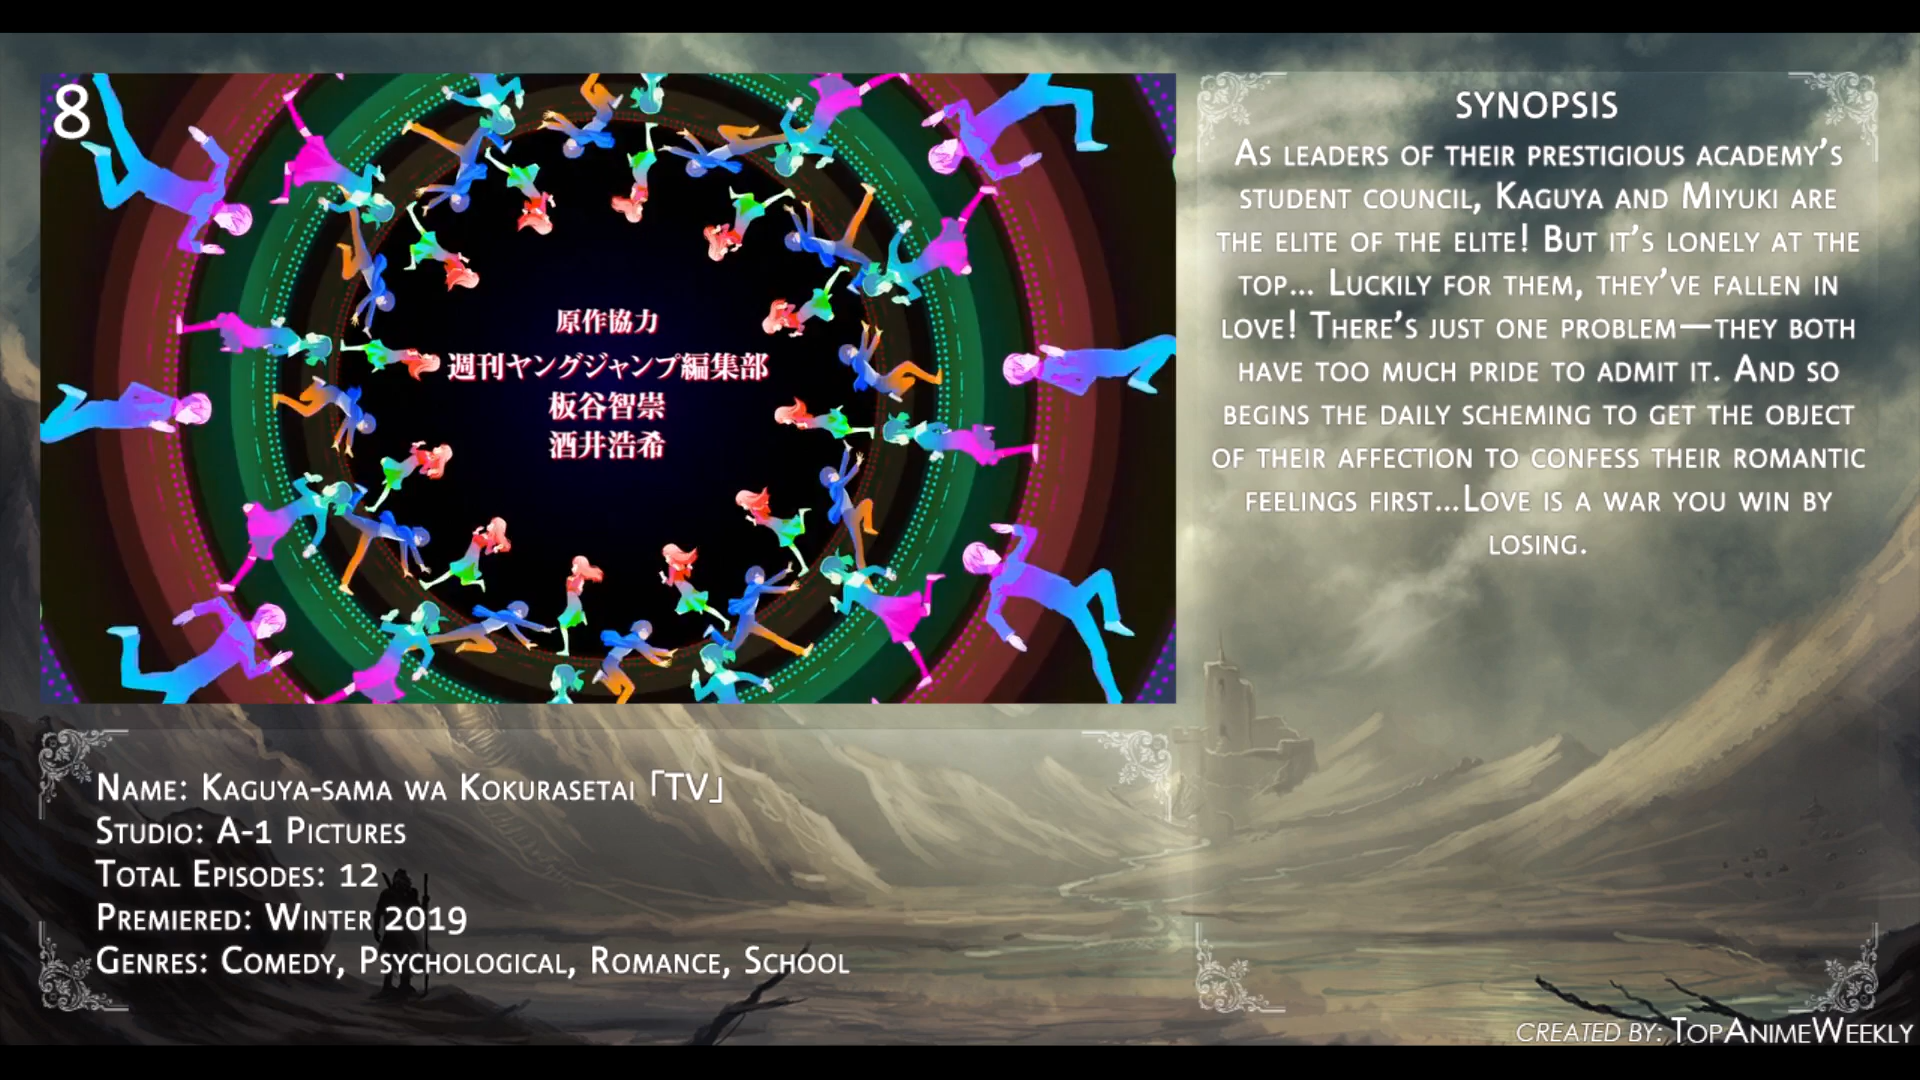 8
原作協力
週刊ヤングジャンプ編集部
板谷智崇
酒井浩希
SYNOPSIS
As leaders of their prestigious academy's
student council, Kaguya and Miyuki are
the elite of the elite! But it's lonely at the
top... Luckily for them, they've fallen in
love! There's just one problem—they both
have too much pride to admit it. And so
begins the daily scheming to get the object
of their affection to confess their romantic
feelings first...Love is a war you win by
losing.
Name: Kaguya-sama wa Kokurasetai「TV」
Studio: A-1 Pictures
Total Episodes: 12
Premiered: Winter 2019
Genres: Comedy, Psychological, Romance, School
CREATED BY: TopAnimeWeekly